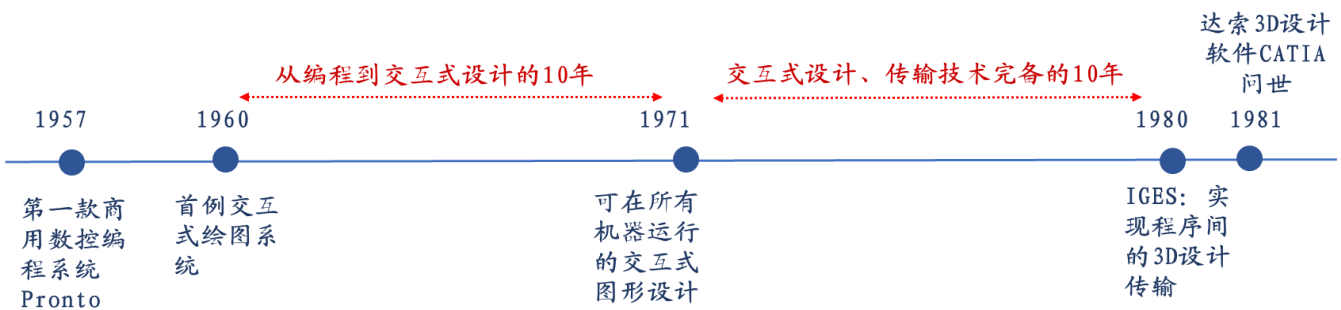 达索3D设计
软件CATIA
问世
从编程到交互式设计的10年
交互式设计、传输技术完备的10年
1957
1960
1971
1980
1981
第一款商
用数控编
程系统
Pronto
首例交互
式绘图系
统
可在所有
机器运行
的交互式
图形设计
IGES: 实
现程序间
的3D设计
传输